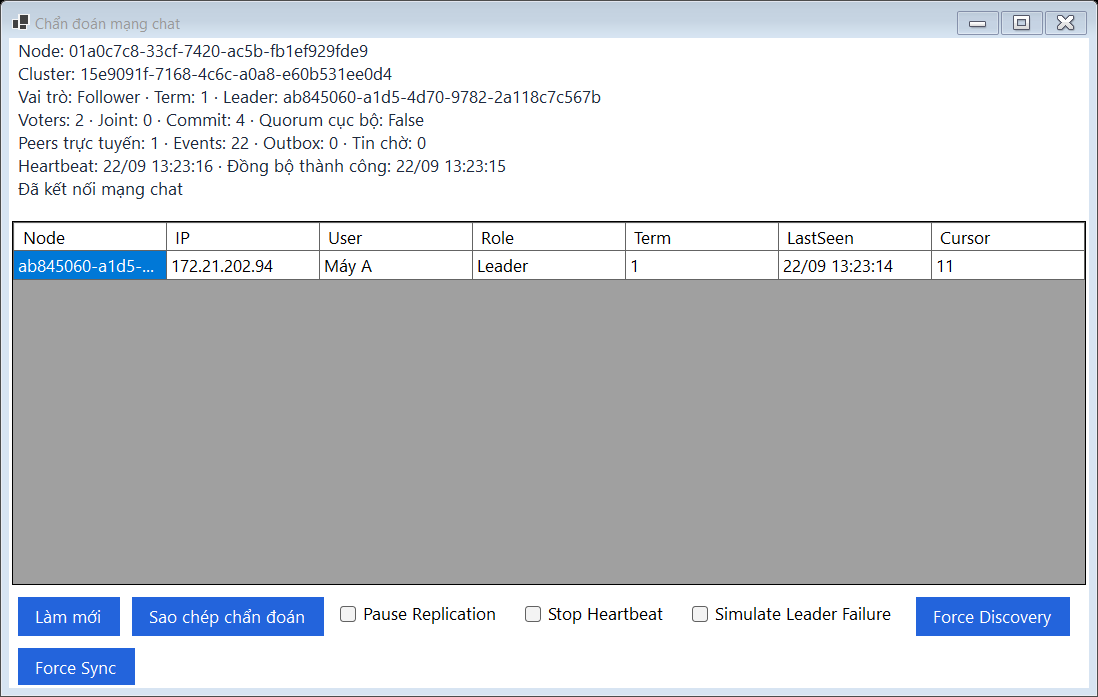 Chẩn đoán mạng chat
Node: 01a0c7c8-33cf-7420-ac5b-fb1ef929fde9
Cluster: 15e9091f-7168-4c6c-a0a8-e60b531ee0d4
Vai trò: Follower · Term: 1 · Leader: ab845060-a1d5-4d70-9782-2a118c7c567b
Voters: 2 · Joint: 0 · Commit: 4 · Quorum cục bộ: False
Peers trực tuyến: 1 · Events: 22 · Outbox: 0 · Tin chờ: 0
Heartbeat: 22/09 13:23:16 · Đồng bộ thành công: 22/09 13:23:15
Đã kết nối mạng chat
Node IP User Role Term LastSeen Cursor
ab845060-a1d5-... 172.21.202.94 Máy A Leader 1 22/09 13:23:14 11
Làm mới Sao chép chẩn đoán Pause Replication Stop Heartbeat Simulate Leader Failure Force Discovery
Force Sync